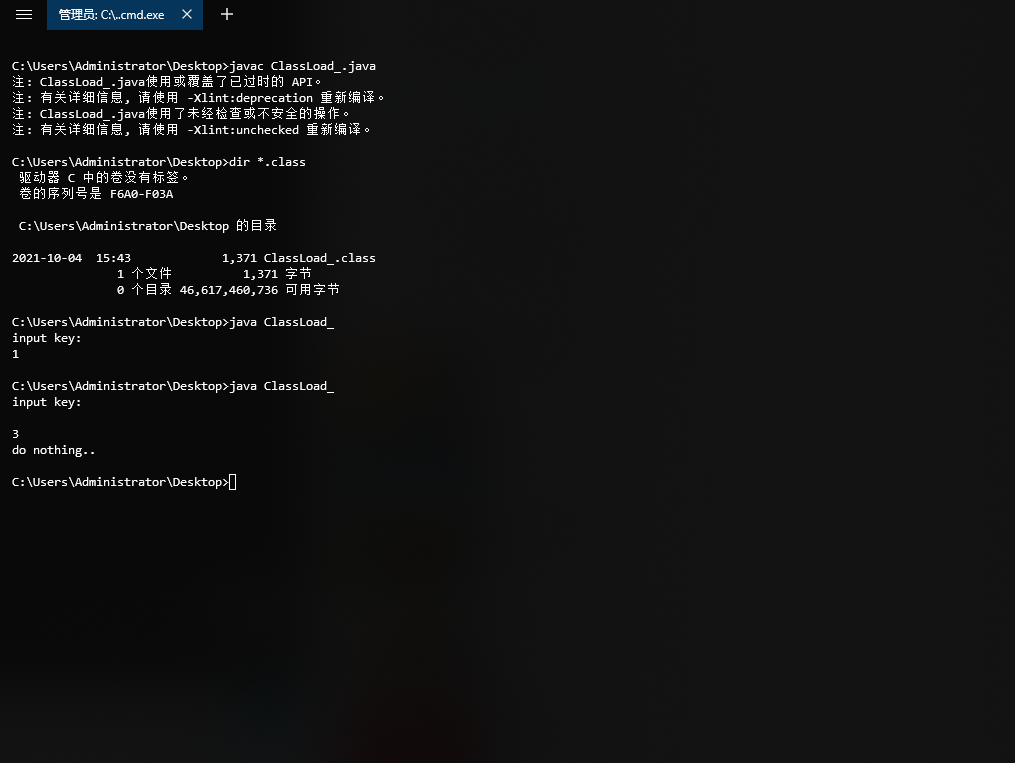 管理员: C:\..cmd.exe
C:\Users\Administrator\Desktop>javac ClassLoad_.java
注: ClassLoad_.java使用或覆盖了已过时的 API。
注: 有关详细信息, 请使用 -Xlint:deprecation 重新编译。
注: ClassLoad_.java使用了未经检查或不安全的操作。
注: 有关详细信息, 请使用 -Xlint:unchecked 重新编译。
C:\Users\Administrator\Desktop>dir *.class
驱动器 C 中的卷没有标签。
卷的序列号是 F6A0-F03A
C:\Users\Administrator\Desktop 的目录
2021-10-04  15:43             1,371 ClassLoad_.class
1 个文件          1,371 字节
0 个目录 46,617,460,736 可用字节
C:\Users\Administrator\Desktop>java ClassLoad_
input key:
1
C:\Users\Administrator\Desktop>java ClassLoad_
input key:
3
do nothing..
C:\Users\Administrator\Desktop>